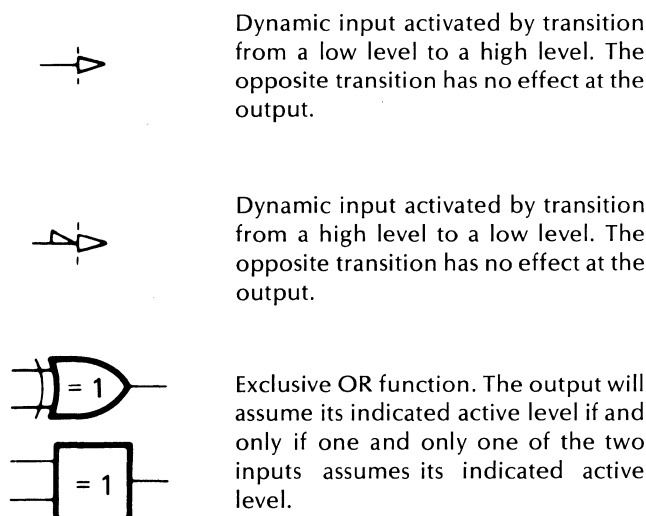 Dynamic input activated by transition
from a low level to a high level. The
opposite transition has no effect at the
output.
Dynamic input activated by transition
from a high level to a low level. The
opposite transition has no effect at the
output.
= 1
Exclusive OR function. The output will
assume its indicated active level if and
only if one and only one of the two
inputs assumes its indicated active
level.
= 1